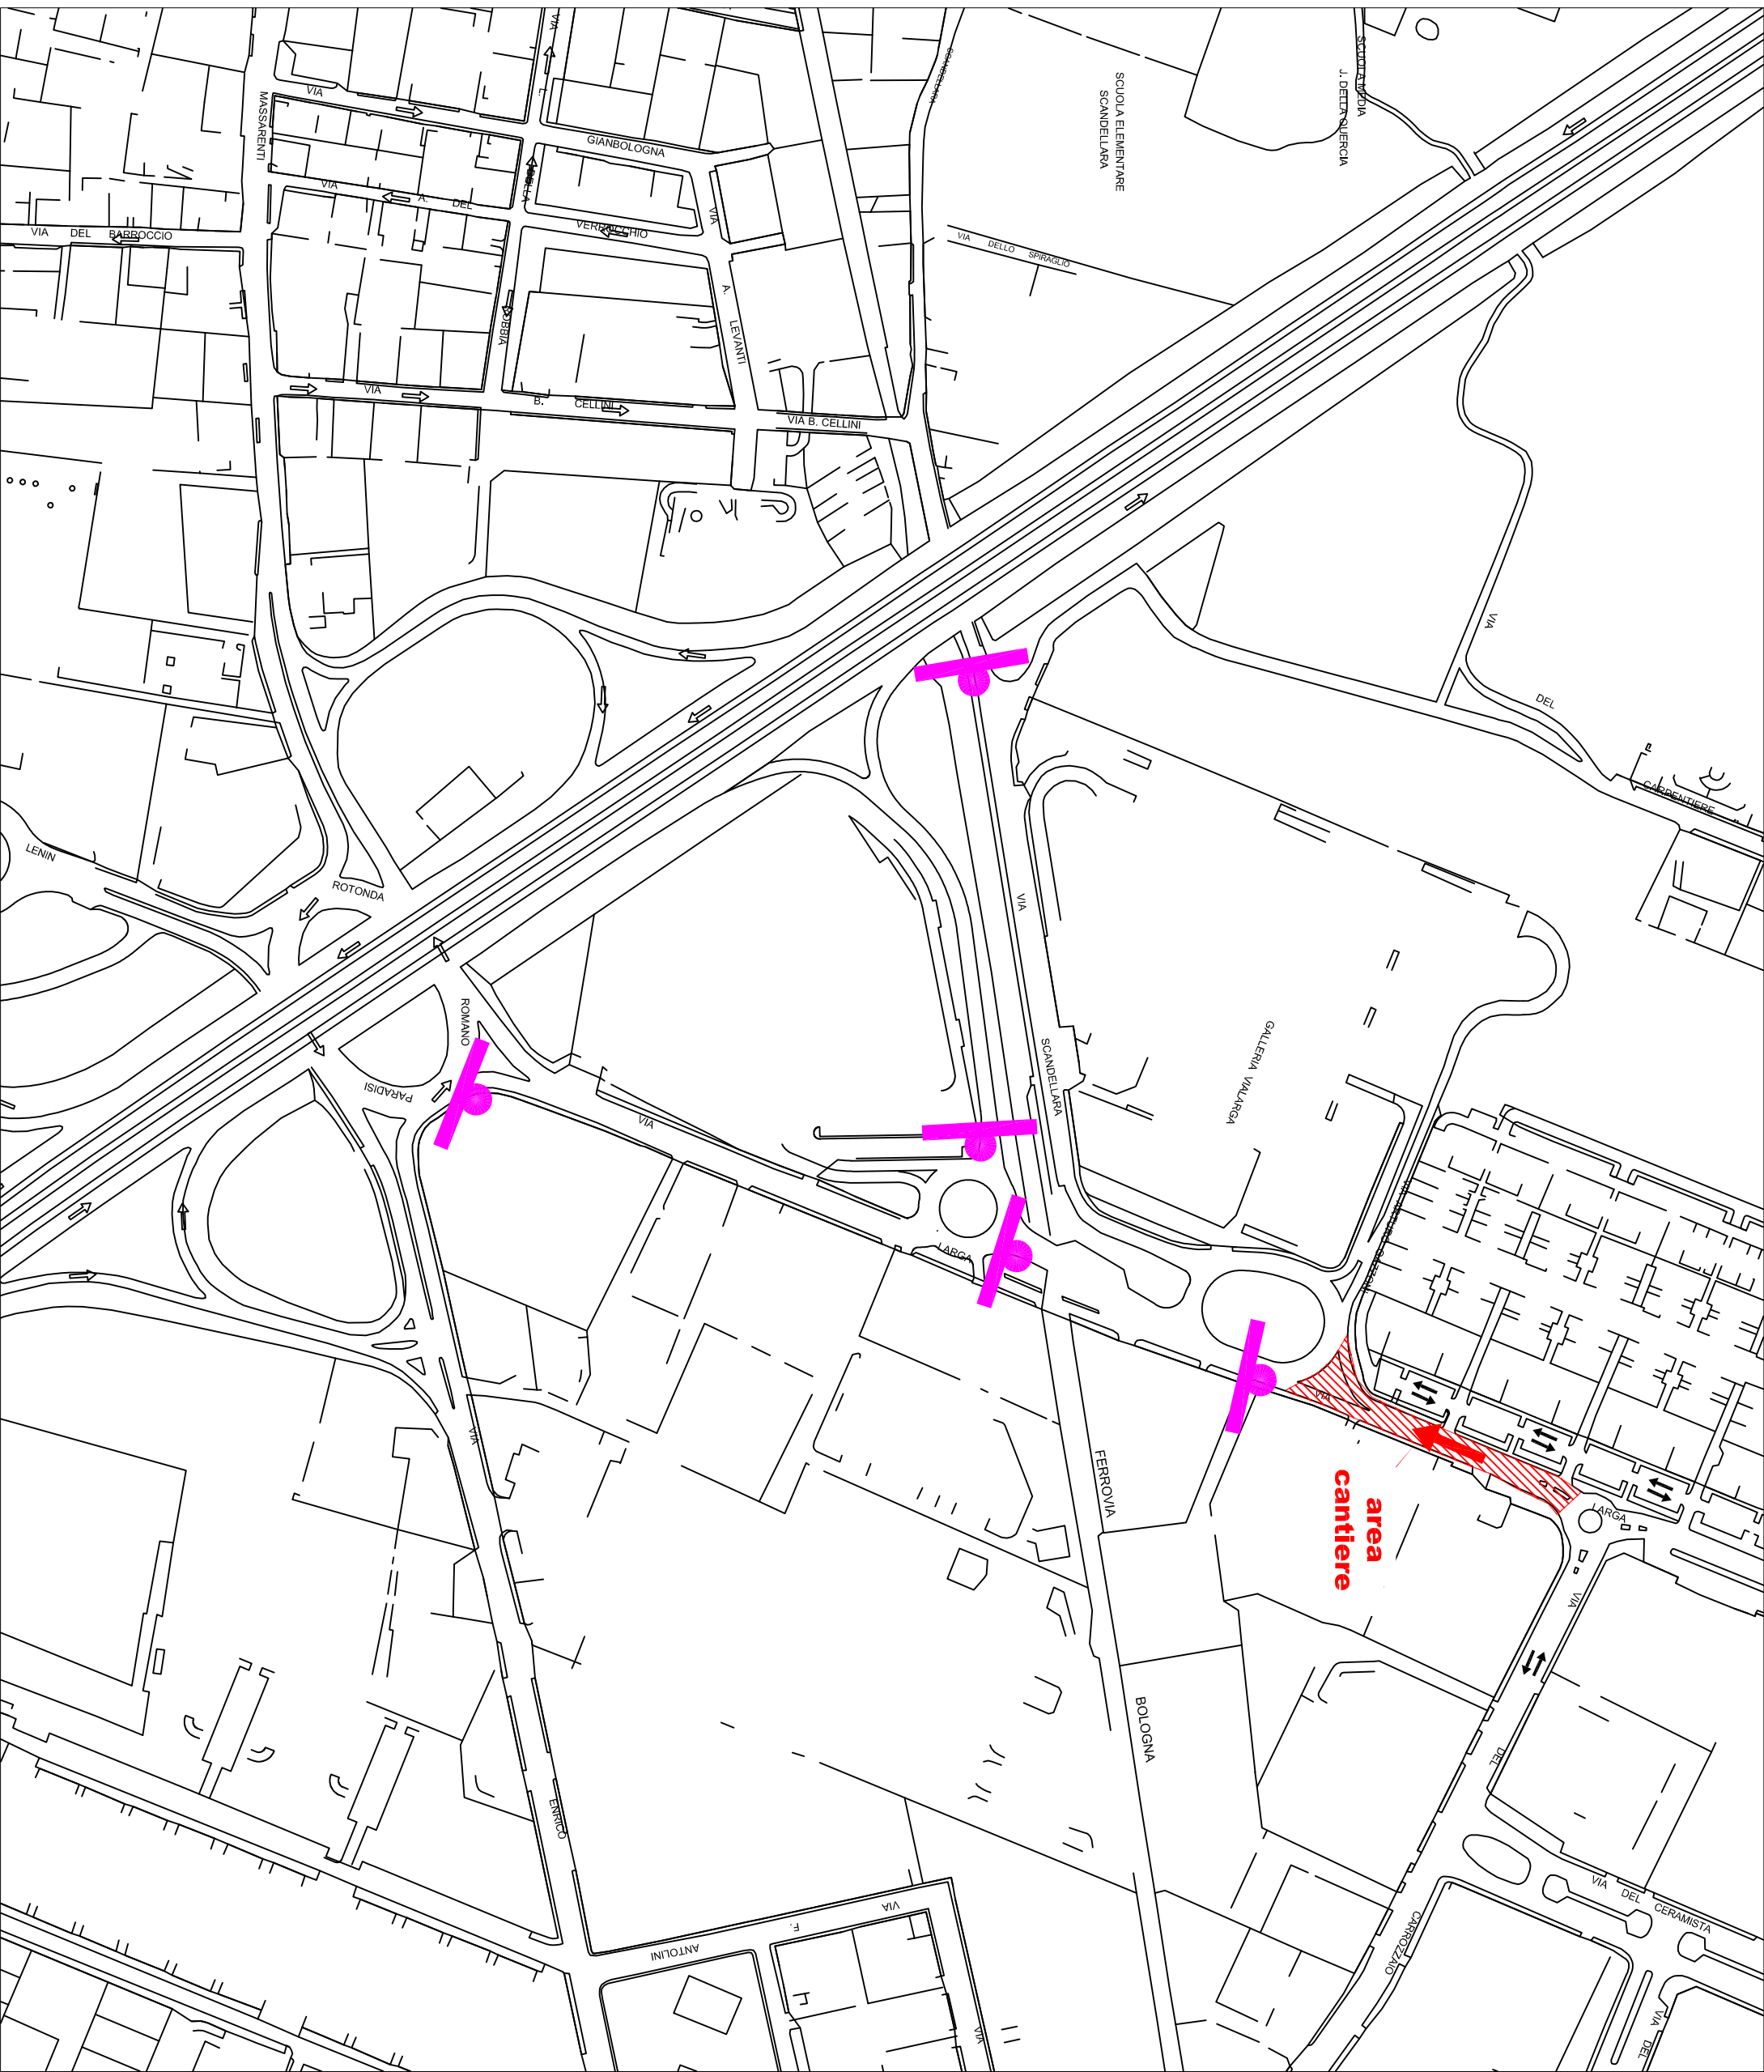 VIA
L.
VIA
GIANBOLOGNA
MASSARENTI
SCANDELLARA
SCUOLA ELEMENTARE
SCANDELLARA
SCUOLA MEDIA
J. DELLA QUERCIA
VIA
A.
DEL
VERROCCHIO
DELLA
VIA
VIA DEL BARROCCIO
VIA DELLO SPIRAGLIO
A.
LEVANTI
ROBBIA
VIA
B.
CELLINI
VIA B. CELLINI
VIA
DEL
CARPENTIERE
LENIN
ROTONDA
ROMANO
PARADISI
VIA
VIA
SCANDELLARA
GALLERIA VIALARGA
LARGA
VIA
LARGA
area
cantiere
VIA
FERROVIA
BOLOGNA
VIA
DEL
CARROZZAIO
VIA DEL CERAMISTA
VIA DEL
ENRICO
VIA
F.
ANTOLINI
VIA